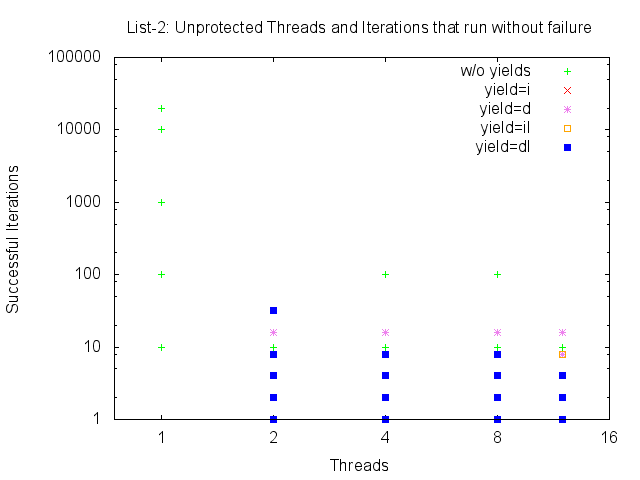 List-2: Unprotected Threads and Iterations that run without failure
100000
10000
1000
100
10
1
Successful Iterations
w/o yields
yield=i
yield=d
yield=il
yield=dl
1
2
4
8
16
Threads